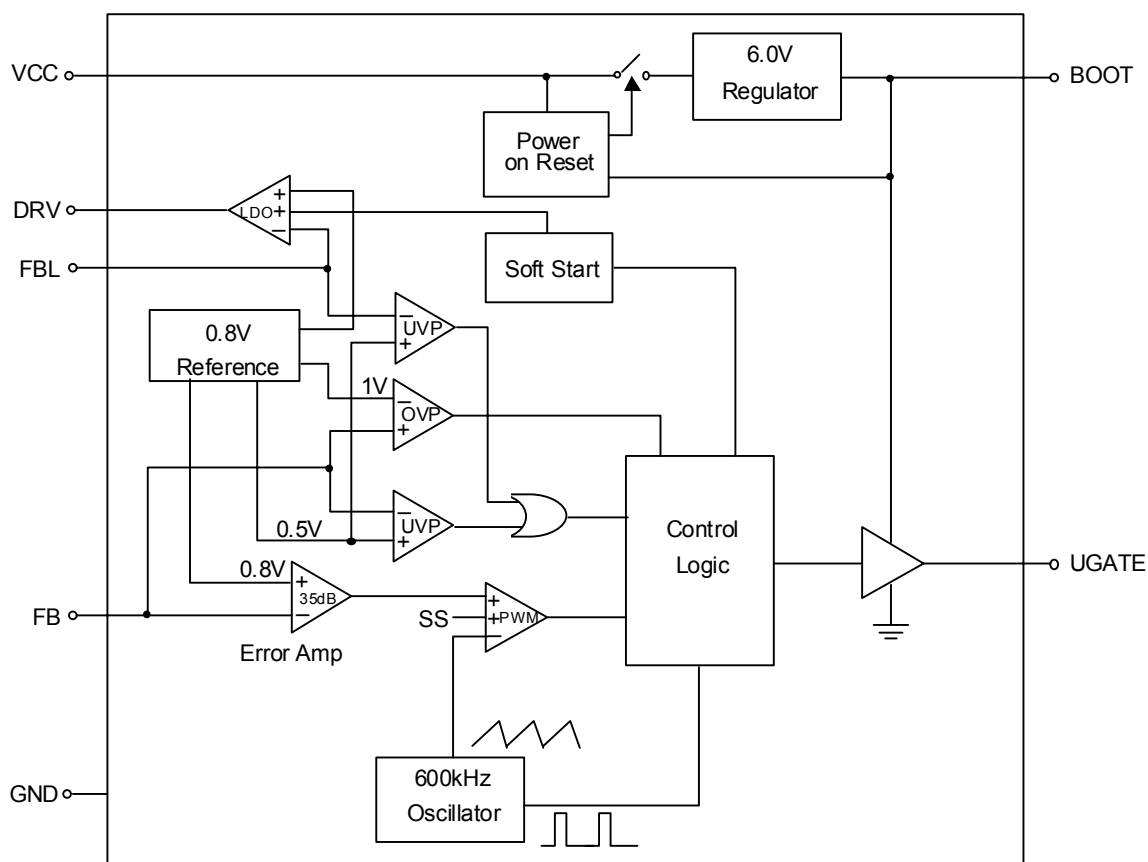 VCC
6.0V
Regulator
BOOT
Power
on Reset
DRV
+
LDO+
−
FBL
Soft Start
0.8V
Reference
−
UVP
+
1V
−
OVP
+
−
UVP
+
0.5V
Control
Logic
UGATE
0.8V
+
35dB
−
FB
Error Amp
SS
+
+PWM
−
600kHz
Oscillator
GND